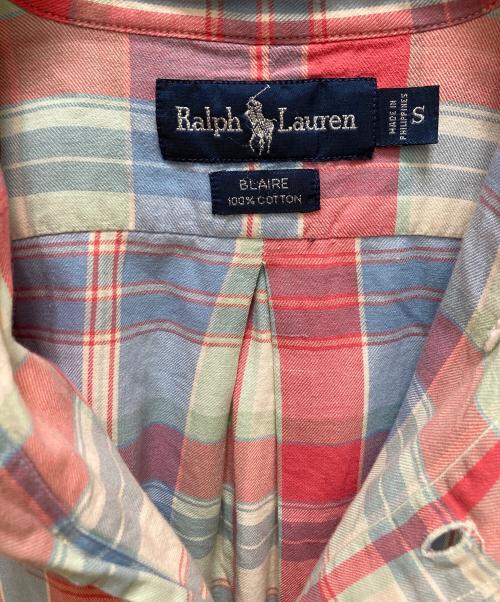 Ralph Lauren
MADE IN
PHILIPPINES
S
BLAIRE
100% COTTON